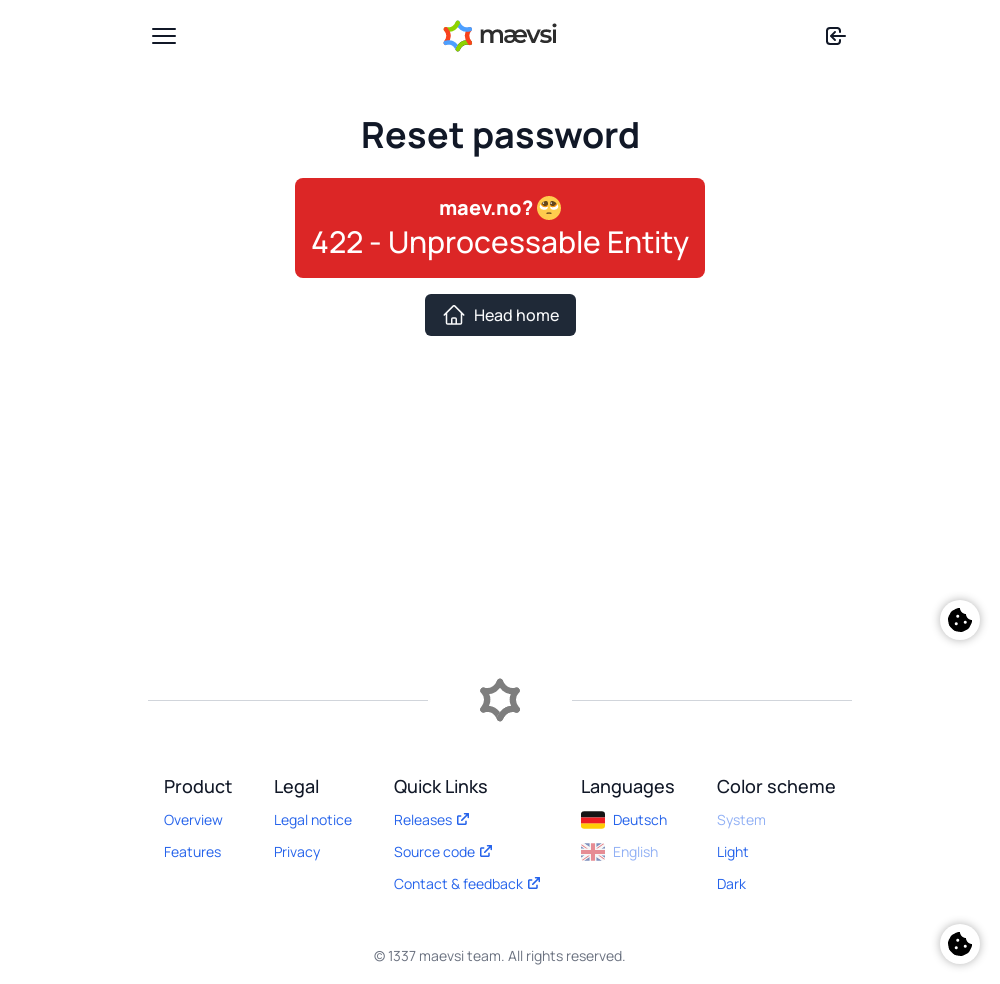 mævsi
Reset password
maev.no? 🙄
422 - Unprocessable Entity
Head home
Product
Overview
Features
Legal
Legal notice
Privacy
Quick Links
Releases
Source code
Contact & feedback
Languages
Deutsch
English
Color scheme
System
Light
Dark
© 1337 maevsi team. All rights reserved.